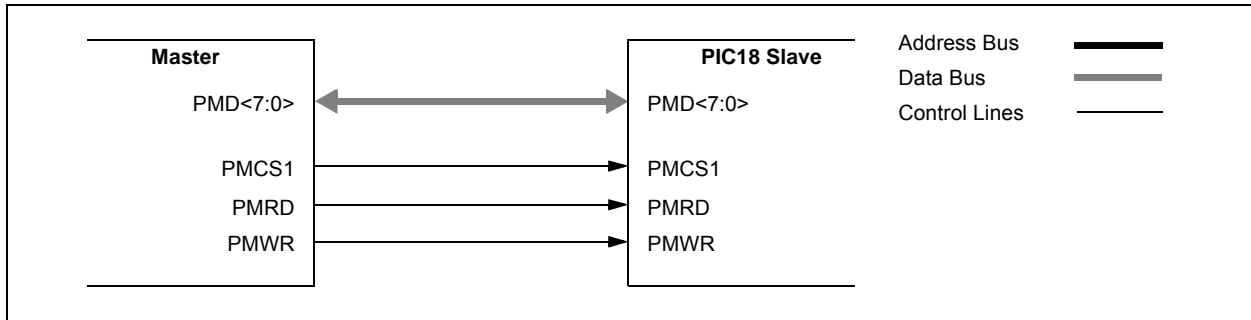 Master
PIC18 Slave
Address Bus
Data Bus
Control Lines
PMD<7:0>
PMD<7:0>
PMCS1
PMCS1
PMRD
PMRD
PMWR
PMWR